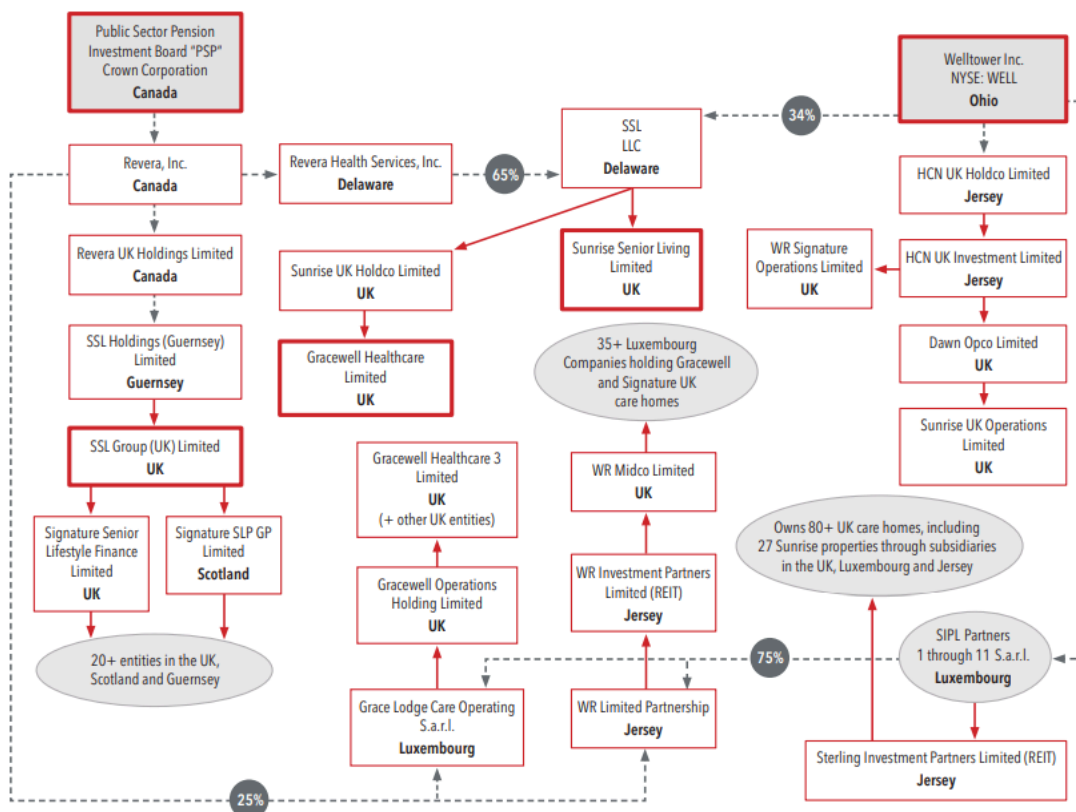 Public Sector Pension
Investment Board "PSP"
Crown Corporation
Canada
Welltower Inc.
NYSE: WELL
Ohio
34%
SSL
LLC
Delaware
Revera, Inc.
Canada
Revera Health Services, Inc.
Delaware
65%
HCN UK Holdco Limited
Jersey
Revera UK Holdings Limited
Canada
Sunrise UK Holdco Limited
UK
Sunrise Senior Living
Limited
UK
WR Signature
Operations Limited
UK
HCN UK Investment Limited
Jersey
SSL Holdings (Guernsey)
Limited
Guernsey
Gracewell Healthcare
Limited
UK
35+ Luxembourg
Companies holding Gracewell
and Signature UK
care homes
Dawn Opco Limited
UK
SSL Group (UK) Limited
UK
Gracewell Healthcare 3
Limited
UK
(+ other UK entities)
WR Midco Limited
UK
Sunrise UK Operations
Limited
UK
Signature Senior
Lifestyle Finance
Limited
UK
Signature SLP GP
Limited
Scotland
Owns 80+ UK care homes, including
27 Sunrise properties through subsidiaries
in the UK, Luxembourg and Jersey
Gracewell Operations
Holding Limited
UK
WR Investment Partners
Limited (REIT)
Jersey
20+ entities in the UK,
Scotland and Guernsey
75%
SIPL Partners
1 through 11 S.a.r.l.
Luxembourg
Grace Lodge Care Operating
S.a.r.l.
Luxembourg
WR Limited Partnership
Jersey
Sterling Investment Partners Limited (REIT)
Jersey
25%